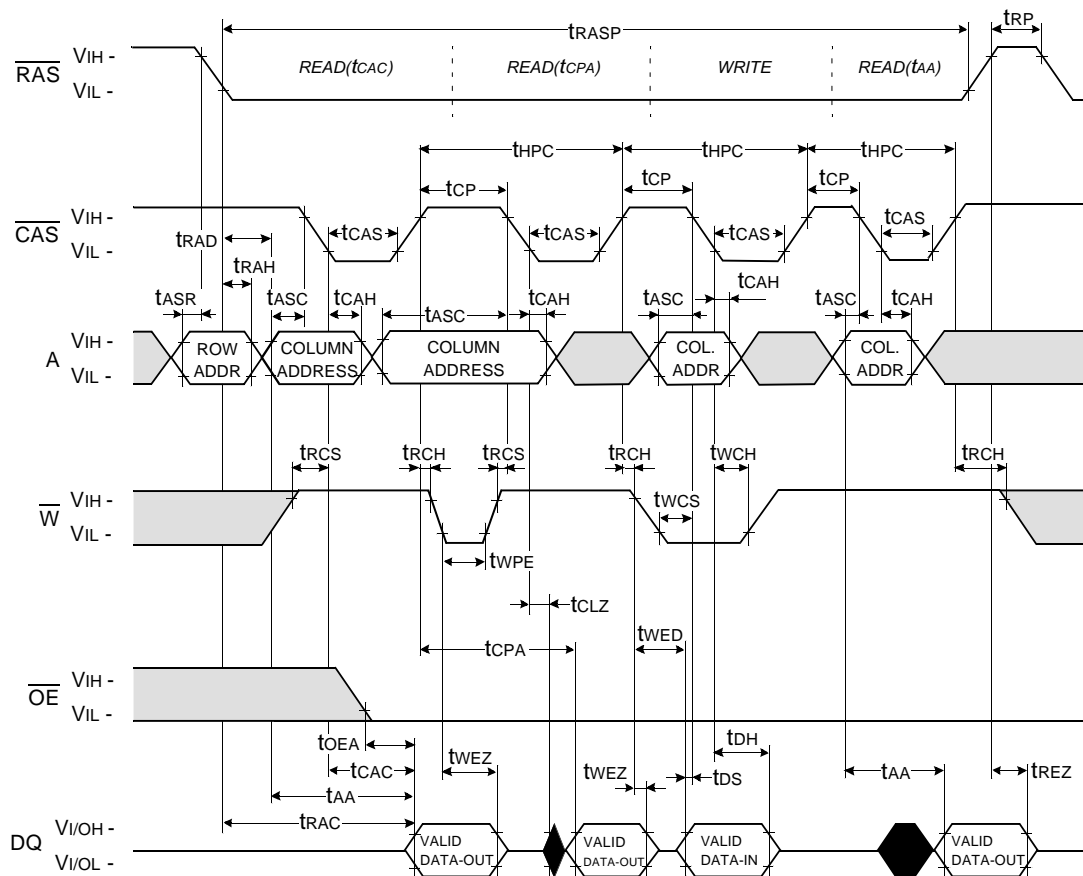 tRASP
tRP
RAS
VIH -
VIL -
READ(tCAC)
READ(tCPA)
WRITE
READ(tAA)
tHPC
tHPC
tHPC
tCP
tCP
tCP
CAS
VIH -
VIL -
tCAS
tCAS
tCAS
tCAS
tRAD
tRAH
tASR
tASC
tCAH
tASC
tCAH
tASC
tCAH
tASC
tCAH
A
VIH -
VIL -
ROW
ADDR
COLUMN
ADDRESS
COLUMN
ADDRESS
COL.
ADDR
COL.
ADDR
tRCS
tRCH
tRCS
tRCH
tWCH
tRCH
W
VIH -
VIL -
tWCS
tWPE
tCLZ
tWED
tCPA
OE
VIH -
VIL -
tOEA
tCAC
tAA
tRAC
tWEZ
tWEZ
tDH
tDS
tAA
tREZ
DQ
VI/OH -
VI/OL -
VALID
DATA-OUT
VALID
DATA-OUT
VALID
DATA-IN
VALID
DATA-OUT